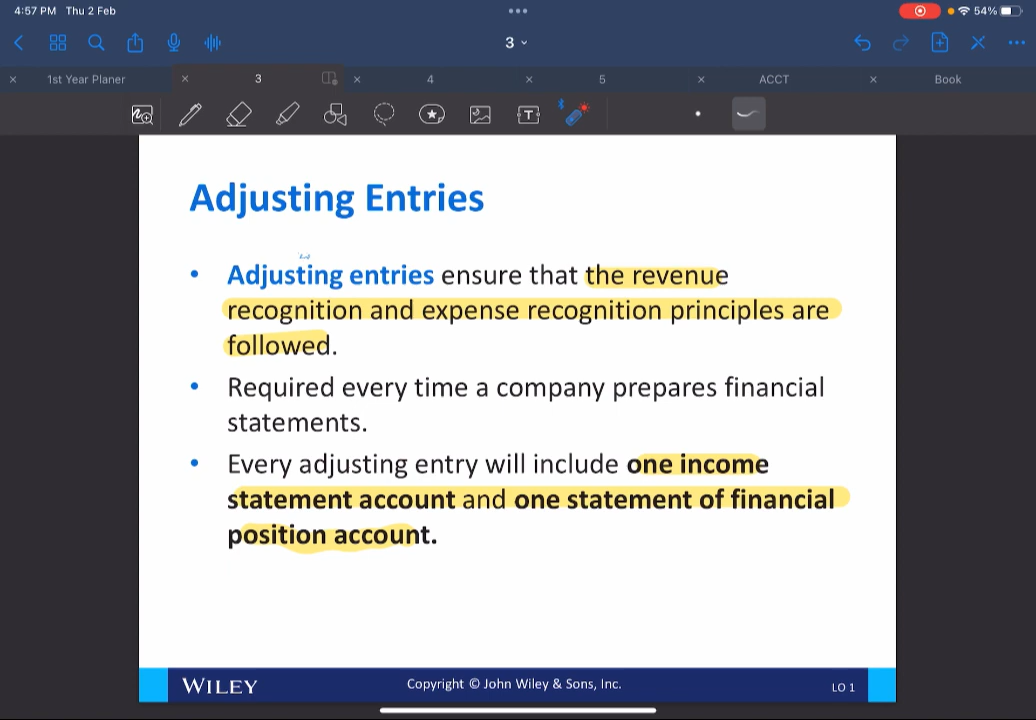 4:57 PM Thu 2 Feb
54%
3
1st Year Planer
3
4
5
ACCT
Book
T
Adjusting Entries
• Adjusting entries ensure that the revenue
recognition and expense recognition principles are
followed.
• Required every time a company prepares financial
statements.
• Every adjusting entry will include one income
statement account and one statement of financial
position account.
WILEY
Copyright © John Wiley & Sons, Inc.
LO 1